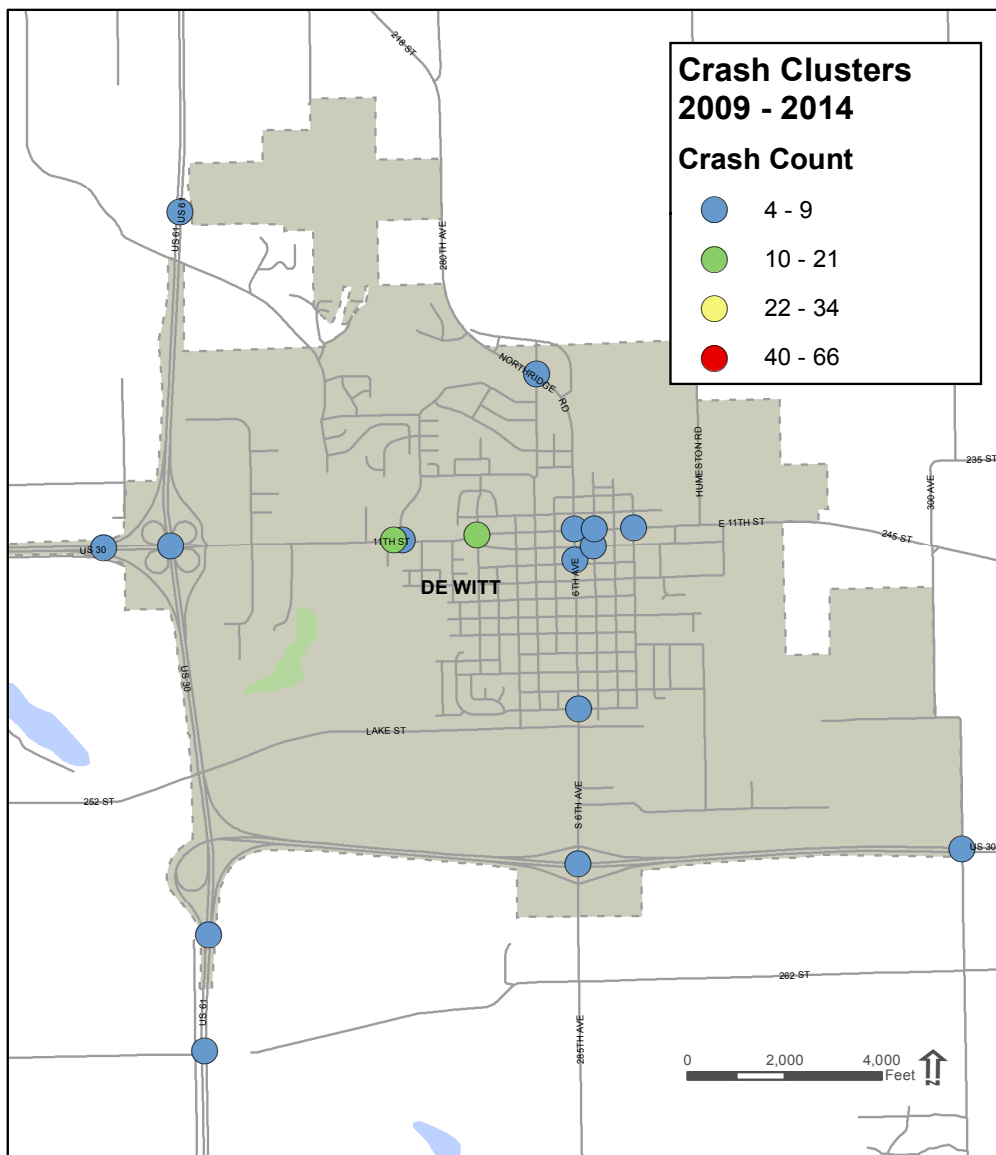 218 ST
Crash Clusters
2009 - 2014
Crash Count
4 - 9
10 - 21
22 - 34
40 - 66
US 61
US 61
280TH AVE
NORTHRIDGE RD
HUMESTON RD
235 ST
300 AVE
E 11TH ST
245 ST
US 30
11TH ST
6TH AVE
DE WITT
US 30
LAKE ST
252 ST
S 6TH AVE
US 30
262 ST
US 61
285TH AVE
0 2,000 4,000
Feet
N